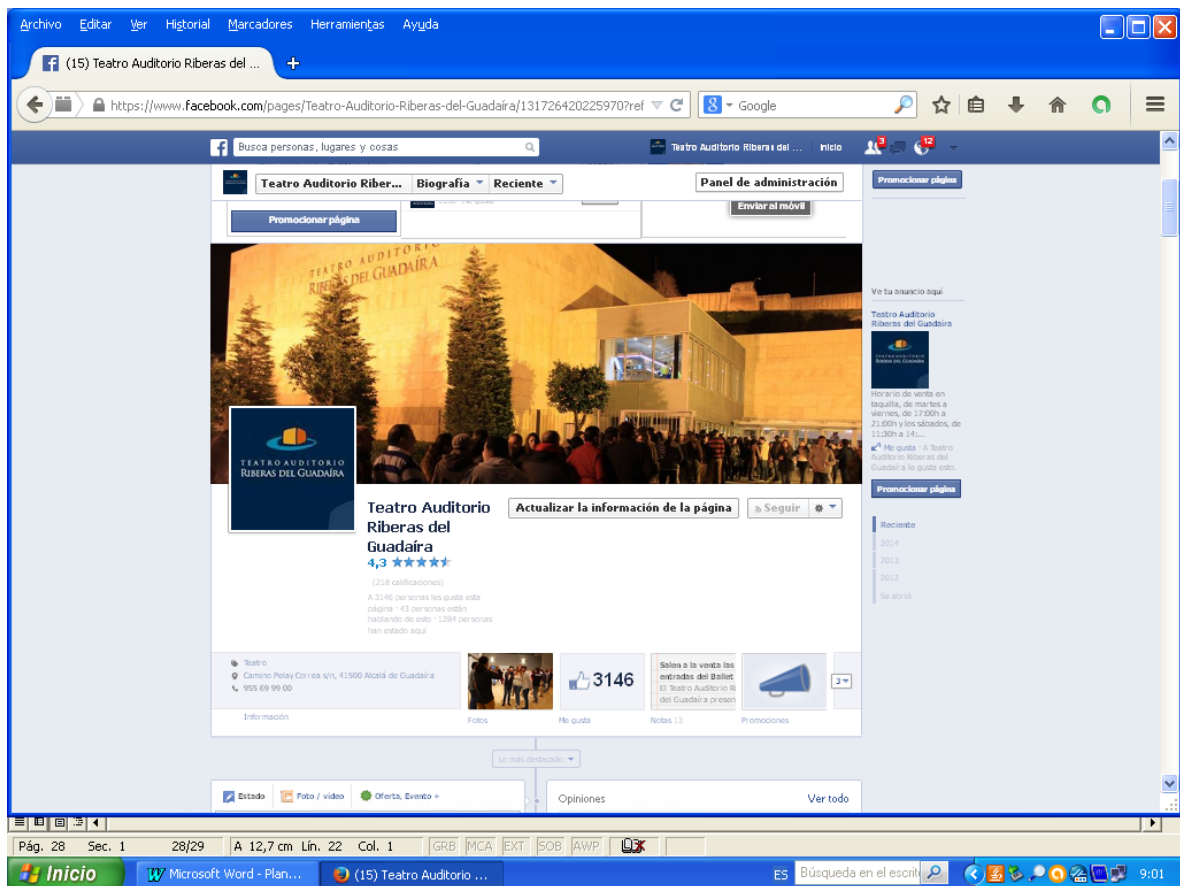 Archivo Editar Ver Historial Marcadores Herramientas Ayuda
(15) Teatro Auditorio Riberas del ...
https://www.facebook.com/pages/Teatro-Auditorio-Riberas-del-Guadaíra/131726420225970?ref
Google
Busca personas, lugares y cosas
Teatro Auditorio Riberas del ... Inicio 3 12
Teatro Auditorio Riber... Biografía Reciente
Panel de administración
Promocionar página
Promocionar página
Enviar al móvil
TEATRO AUDITORIO
RIBERAS DEL GUADAÍRA
TEATRO AUDITORIO
RIBERAS DEL GUADAÍRA
Teatro Auditorio
Riberas del
Guadaíra
4,3
(218 calificaciones)
A 3146 personas les gusta esta
página · 43 personas están
hablando de esto · 1284 personas
han estado aquí
Actualizar la información de la página
Seguir
Teatro
Camino Pelay Correa s/n, 41500 Alcalá de Guadaíra
955 69 99 00
Información
Fotos
3146
Me gusta
Salen a la venta las
entradas del Ballet
El Teatro Auditorio Ri
del Guadaíra presen
Notas 13
Promociones
3
Lo más destacado
Estado Foto / vídeo Oferta, Evento +
Opiniones Ver todo
Ve tu anuncio aquí
Teatro Auditorio
Riberas del Guadaíra
TEATRO AUDITORIO
RIBERAS DEL GUADAÍRA
Horario de venta en
taquilla, de martes a
viernes, de 17:00h a
21:00h y los sábados, de
11:30h a 14:...
Me gusta · A Teatro
Auditorio Riberas del
Guadaíra le gusta esto.
Promocionar página
Reciente
2014
2013
2012
Se abrió
Pág. 28 Sec. 1 28/29 A 12,7 cm Lín. 22 Col. 1 GRB MCA EXT SOB AWP
Inicio Microsoft Word - Plan... (15) Teatro Auditorio ... ES Búsqueda en el escrit 9:01